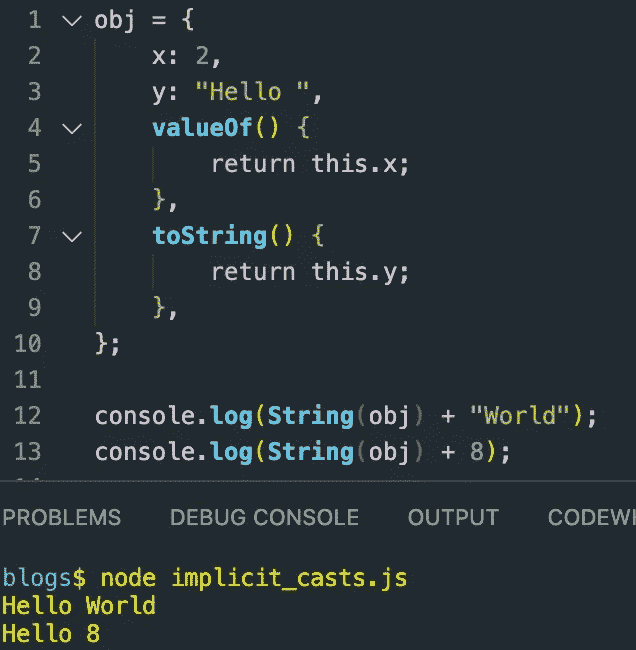 1 obj = {
2 x: 2,
3 y: "Hello ",
4 valueOf() {
5 return this.x;
6 },
7 toString() {
8 return this.y;
9 },
10 };
11
12 console.log(String(obj) + "World");
13 console.log(String(obj) + 8);
PROBLEMS DEBUG CONSOLE OUTPUT CODEWI
blogs$ node implicit_casts.js
Hello World
Hello 8